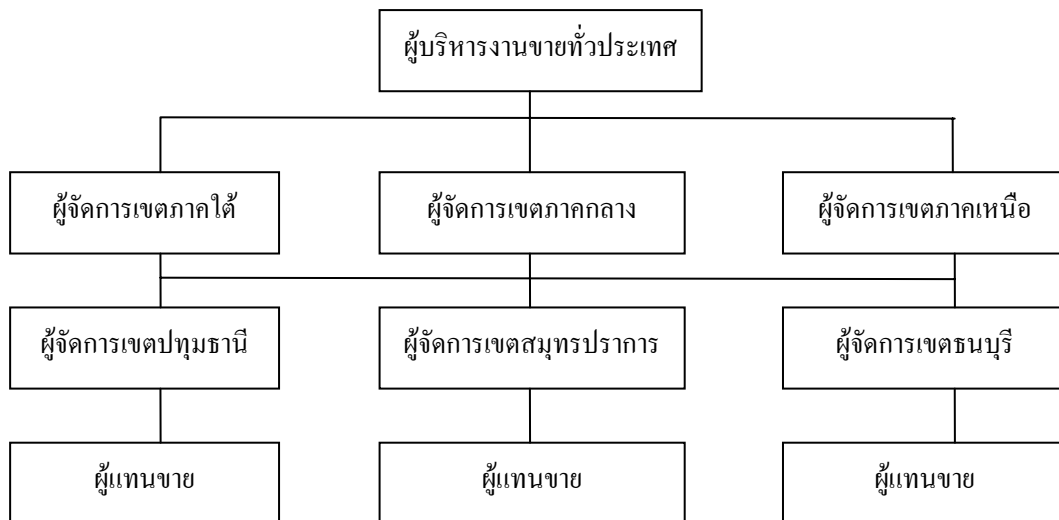 ผู้บริหารงานขายทั่วประเทศ
ผู้จัดการเขตภาคใต้
ผู้จัดการเขตภาคกลาง
ผู้จัดการเขตภาคเหนือ
ผู้จัดการเขตปทุมธานี
ผู้จัดการเขตสมุทรปราการ
ผู้จัดการเขตธนบุรี
ผู้แทนขาย
ผู้แทนขาย
ผู้แทนขาย